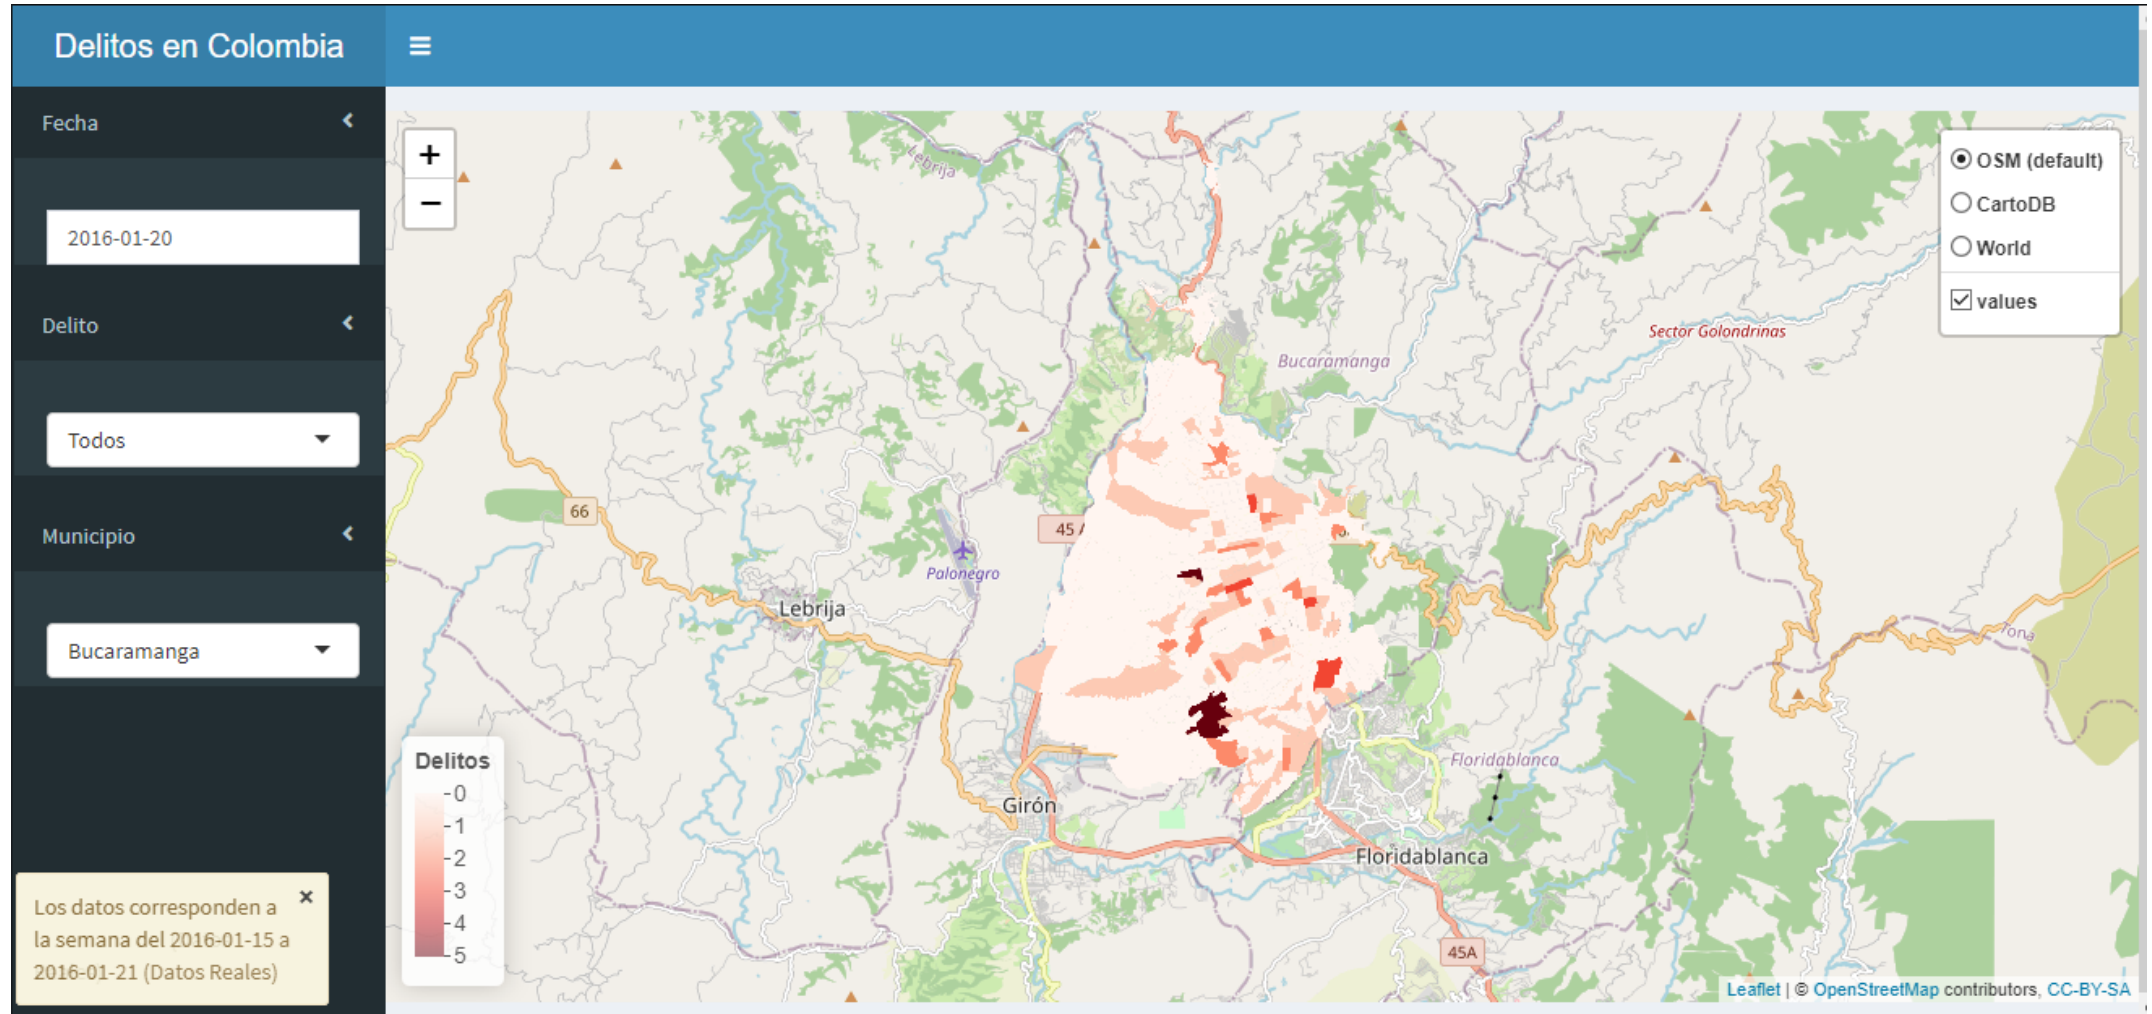 Delitos en Colombia
Fecha
2016-01-20
Delito
Todos
Municipio
Bucaramanga
Los datos corresponden a
la semana del 2016-01-15 a
2016-01-21 (Datos Reales)
×
+
−
OSM (default)
CartoDB
World
values
Lebrija
Sector Golondrinas
Bucaramanga
66
45
Palonegro
Lebrija
Tona
Floridablanca
Girón
Floridablanca
45A
Delitos
0
1
2
3
4
5
Leaflet | © OpenStreetMap contributors, CC-BY-SA